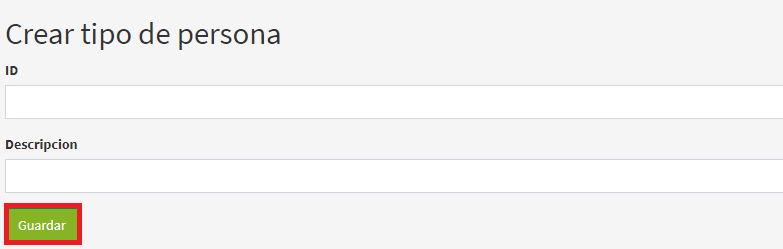 Crear tipo de persona
ID
Descripcion
Guardar